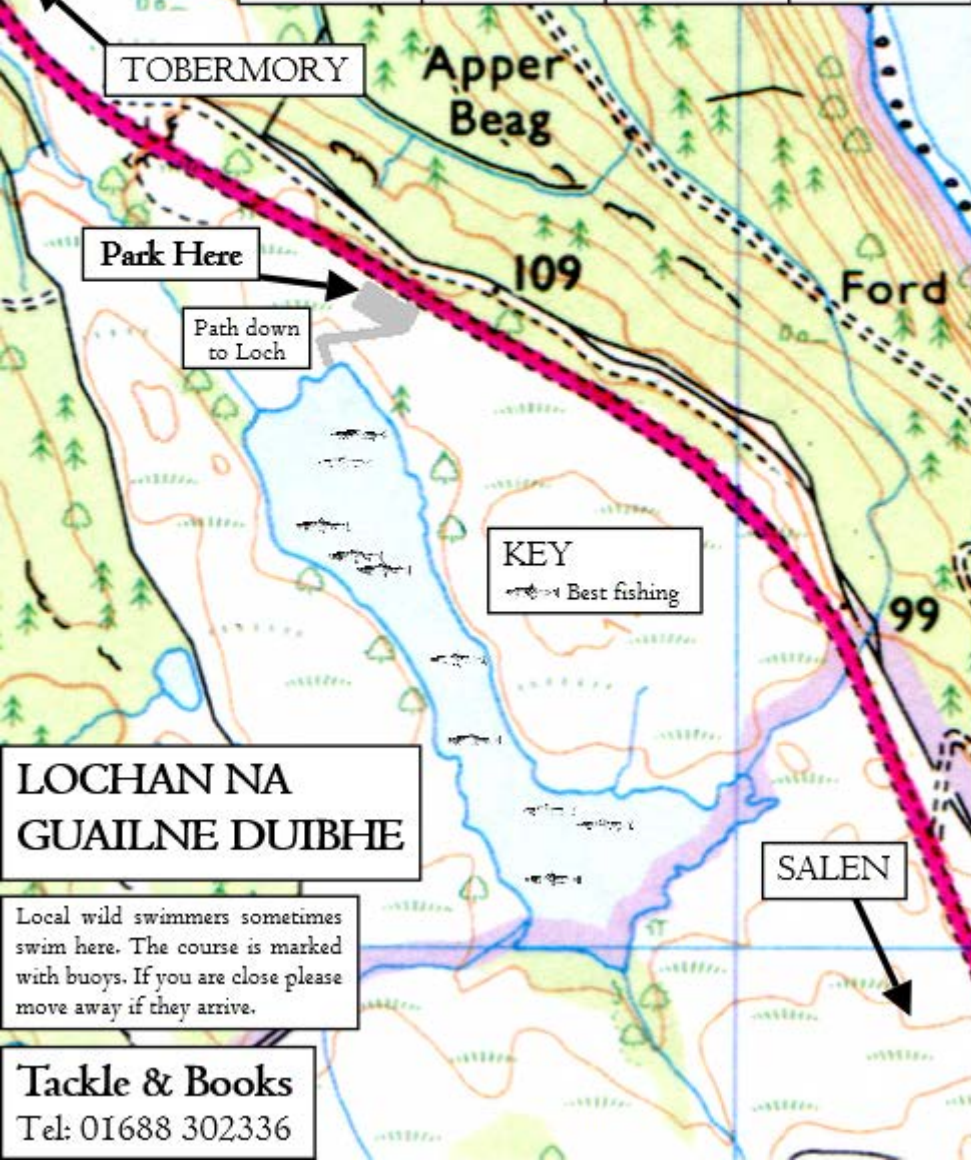 TOBERMORY
Apper
Beag
Park Here
109
Ford
Path down
to Loch
KEY
Best fishing
99
LOCHAN NA
GUAILNE DUIBHE
SALEN
Local wild swimmers sometimes
swim here. The course is marked
with buoys. If you are close please
move away if they arrive.
Tackle & Books
Tel: 01688 302336